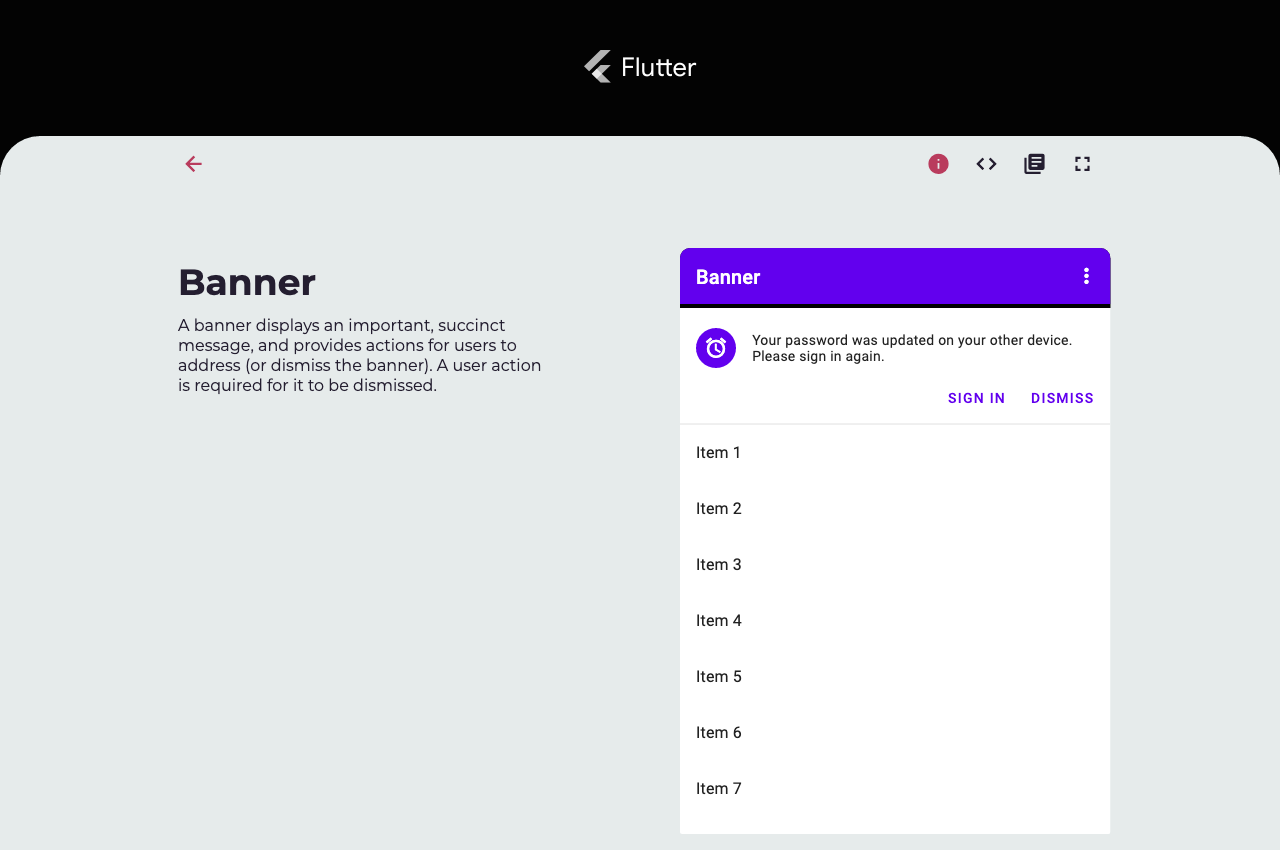 Flutter
Banner
A banner displays an important, succinct
message, and provides actions for users to
address (or dismiss the banner). A user action
is required for it to be dismissed.
Banner
Your password was updated on your other device.
Please sign in again.
SIGN IN DISMISS
Item 1
Item 2
Item 3
Item 4
Item 5
Item 6
Item 7